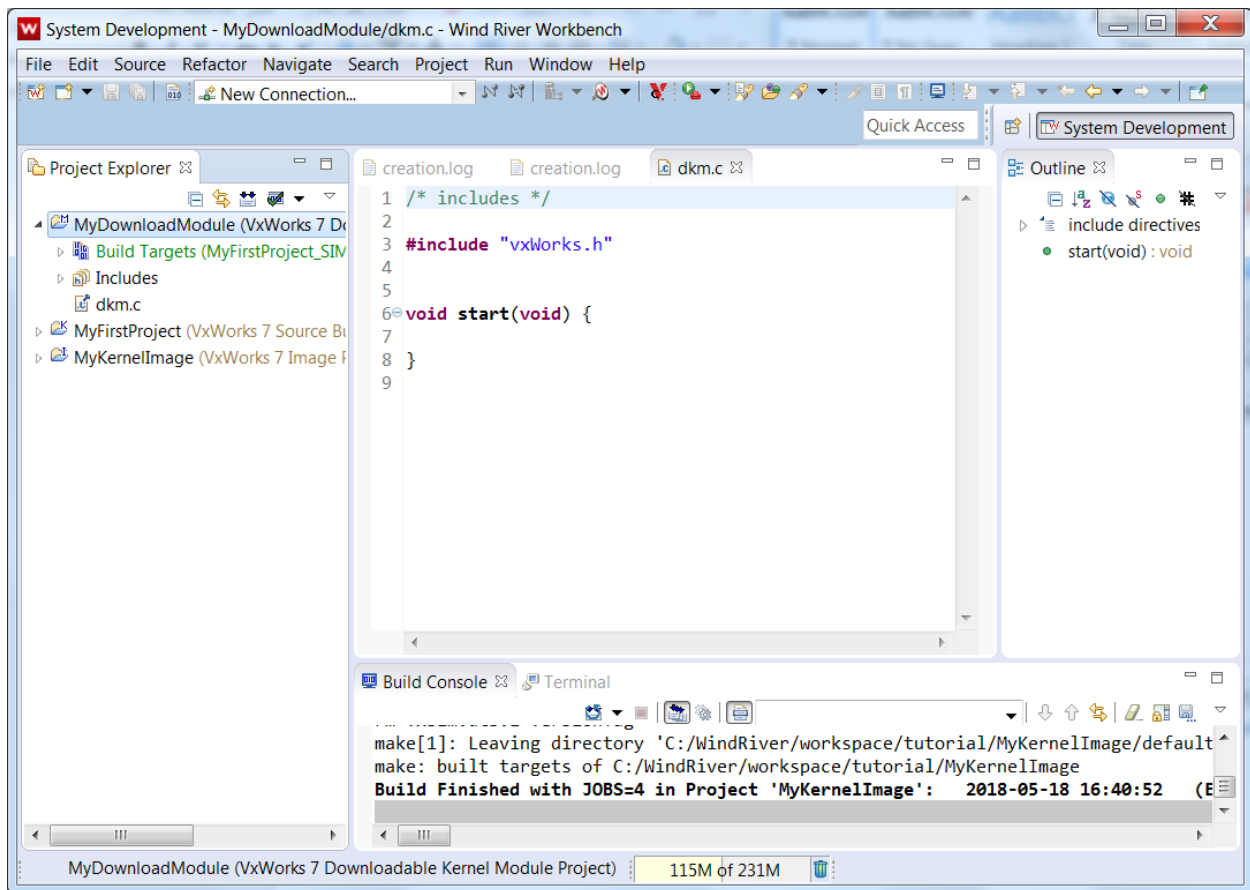 System Development - MyDownloadModule/dkm.c - Wind River Workbench
File Edit Source Refactor Navigate Search Project Run Window Help
New Connection...
Quick Access
System Development
Project Explorer
MyDownloadModule (VxWorks 7 Do
Build Targets (MyFirstProject_SIM
Includes
dkm.c
MyFirstProject (VxWorks 7 Source Bu
MyKernelImage (VxWorks 7 Image P
creation.log creation.log dkm.c
1 /* includes */
2
3 #include "vxWorks.h"
4
5
6 void start(void) {
7
8 }
9
Outline
include directives
start(void) : void
Build Console Terminal
make[1]: Leaving directory 'C:/WindRiver/workspace/tutorial/MyKernelImage/default
make: built targets of C:/WindRiver/workspace/tutorial/MyKernelImage
Build Finished with JOBS=4 in Project 'MyKernelImage': 2018-05-18 16:40:52 (E
MyDownloadModule (VxWorks 7 Downloadable Kernel Module Project) 115M of 231M